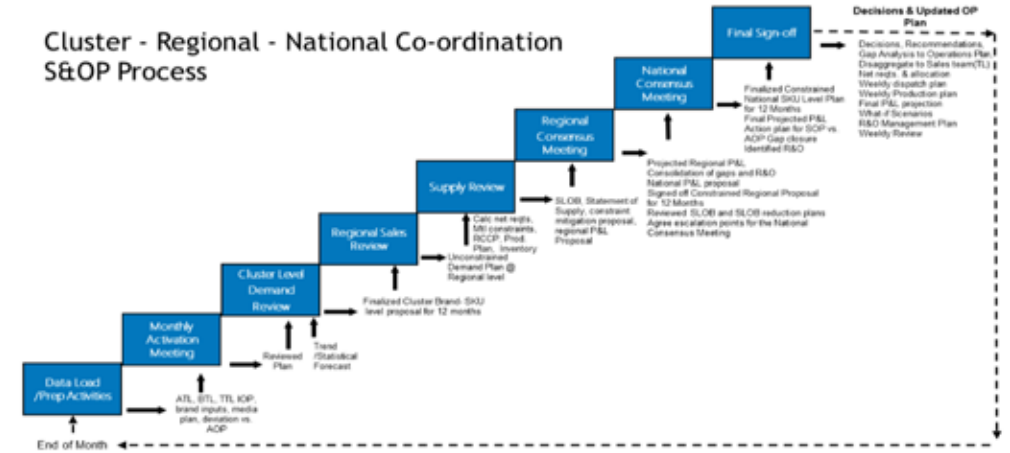 Cluster - Regional - National Co-ordination
S&OP Process
Decisions & Updated OP
Plan
Final Sign-off
Decisions, Recommendations,
Gap Analysis to Operations Plan,
Disaggregate to Sales team(TL)
Net reqts. & allocation
Weekly dispatch plan
Weekly Production plan
Final P&L projection
What-if Scenarios
R&O Management Plan
Weekly Review
National
Consensus
Meeting
Finalized Constrained
National SKU Level Plan
for 12 Months
Final Projected P&L
Action plan for SOP vs.
AOP Gap closure
Identified R&O
Regional
Consensus
Meeting
Projected Regional P&L
Consolidation of gaps and R&O
National P&L proposal
Signed off Constrained Regional Proposal
for 12 Months
Reviewed SLOB and SLOB reduction plans
Agree escalation points for the National
Consensus Meeting
Supply Review
SLOB, Statement of
Supply, constraint
mitigation proposal,
regional P&L
Proposal
Regional Sales
Review
Calc net reqts,
Mtl constraints,
RCCP, Prod.
Plan, Inventory
Unconstrained
Demand Plan @
Regional level
Cluster Level
Demand
Review
Finalized Cluster Brand- SKU
level proposal for 12 months
Monthly
Activation
Meeting
Reviewed
Plan
Trend
/Statistical
Forecast
Data Load
/Prep Activities
ATL, BTL, TTL IOP,
brand inputs, media
plan, deviation vs.
AOP
End of Month